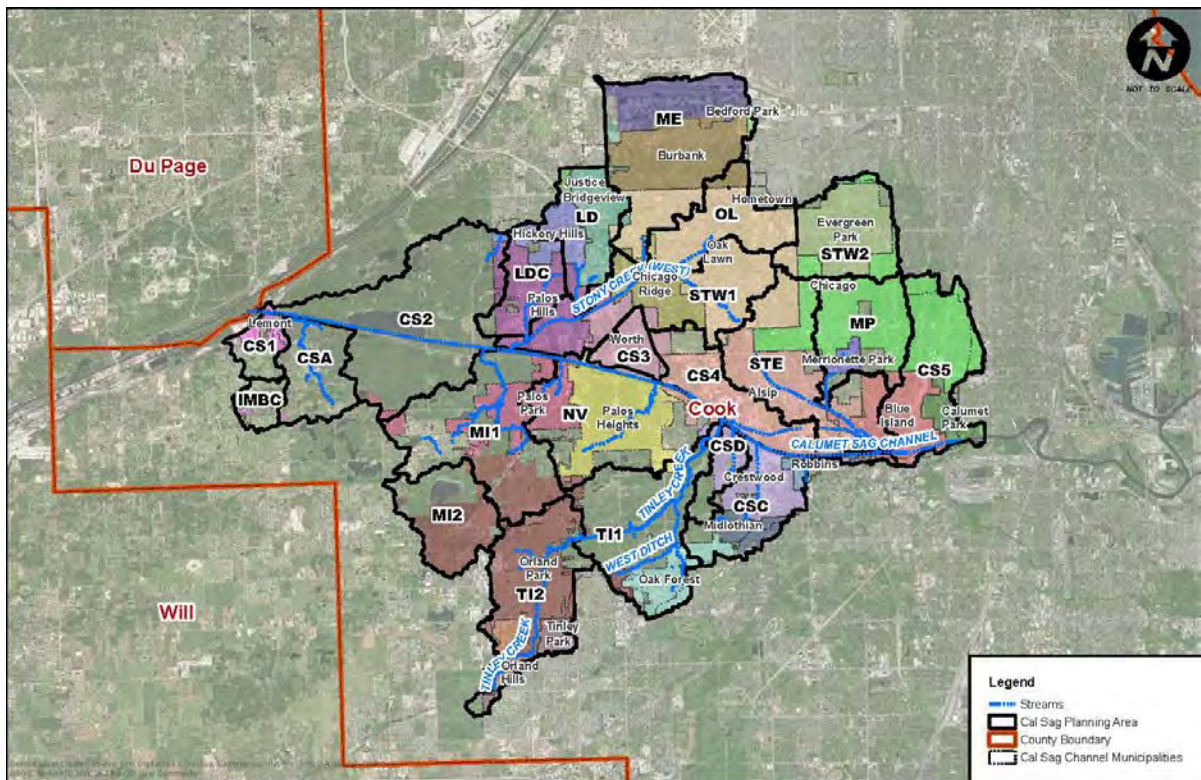 N
NOT TO SCALE
Du Page
ME
Bedford Park
Burbank
Justice
Bridgeview
LD
Hometown
OL
Hickory Hills
Evergreen
Park
STW2
LDC
Oak
Lawn
STONY CREEK (WEST)
Chicago
Ridge
STW1
Chicago
Palos
Hills
Lemont
CS2
CS1
CSA
Worth
CS3
MP
Merrionette Park
STE
CS4
CS5
Alsip
IMBC
Palos
Park
NV
Palos
Heights
Cook
Blue
Island
Calumet
Park
MI1
CALUMET SAG CHANNEL
CSD
Robbins
Crestwood
CSC
TINLEY CREEK
MI2
TI1
Midlothian
WEST DITCH
Orland
Park
Oak Forest
TI2
Will
Tinley
Park
TINLEY CREEK
Orland
Hills
Legend
Streams
Cal Sag Planning Area
County Boundary
Cal Sag Channel Municipalities